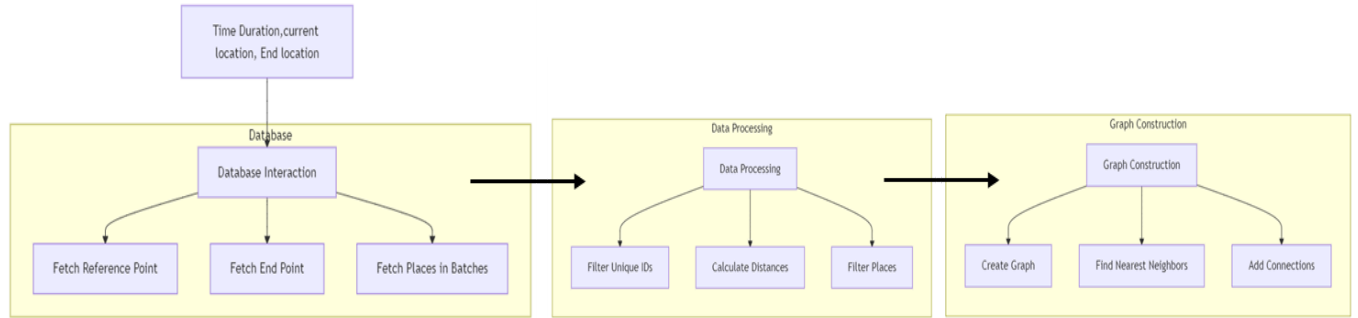 Time Duration,current
location, End location
Database
Database Interaction
Fetch Reference Point
Fetch End Point
Fetch Places in Batches
Data Processing
Data Processing
Filter Unique IDs
Calculate Distances
Filter Places
Graph Construction
Graph Construction
Create Graph
Find Nearest Neighbors
Add Connections